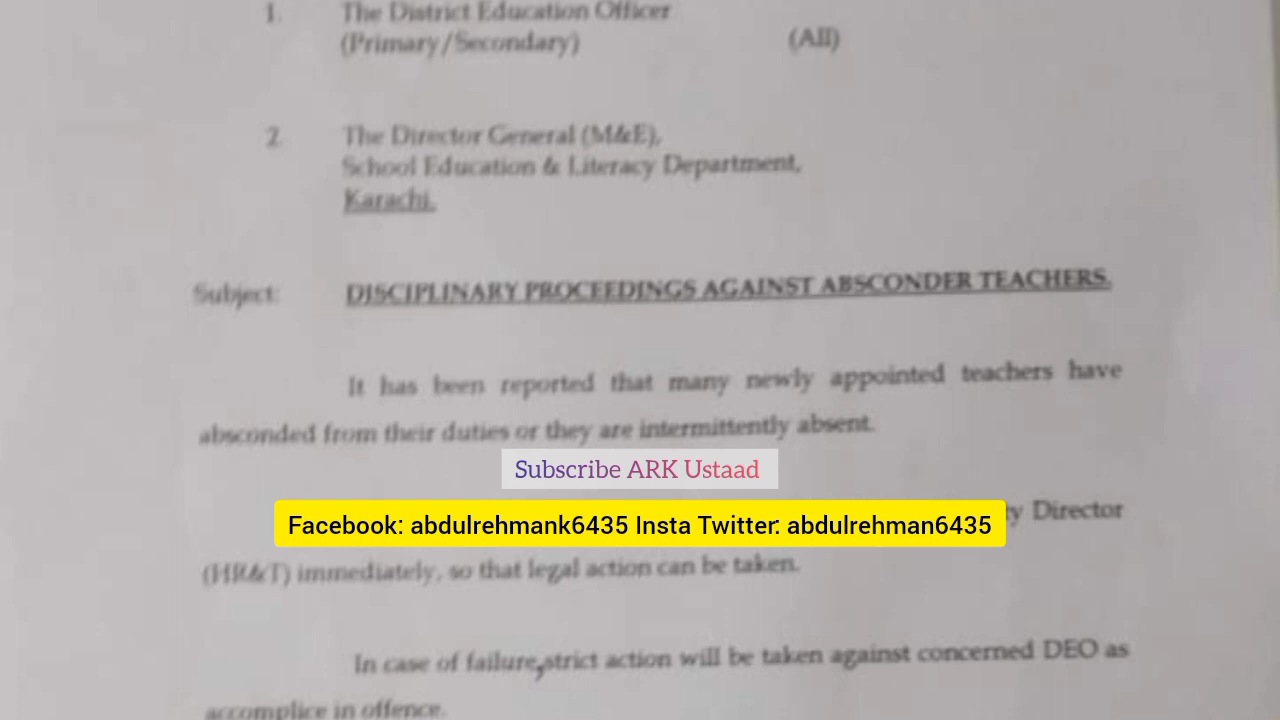 1. The District Education Officer
(Primary/Secondary) (All)
2. The Director General (M&E),
School Education & Literacy Department,
Karachi.
Subject: DISCIPLINARY PROCEEDINGS AGAINST ABSCONDER TEACHERS.
It has been reported that many newly appointed teachers have
absconded from their duties or they are intermittently absent.
Subscribe ARK Ustaad
Facebook: abdulrehmank6435 Insta Twitter: abdulrehman6435
Director
(HR&T) immediately, so that legal action can be taken.
In case of failure, strict action will be taken against concerned DEO as
accomplice in offence.